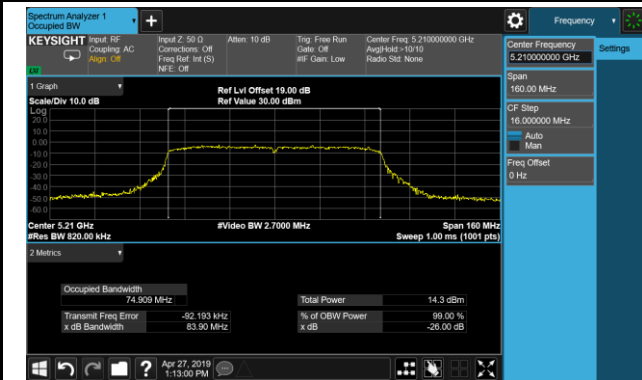 Spectrum Analyzer 1
Occupied BW
+
Frequency
KEYSIGHT
Input: RF
Coupling: AC
Align: Off
Input Z: 50 Ω
Corrections: Off
Freq Ref: Int (S)
NFE: Off
Atten: 10 dB
Trig: Free Run
Gate: Off
#IF Gain: Low
Center Freq: 5.210000000 GHz
Avg|Hold:>10/10
Radio Std: None
Center Frequency
5.210000000 GHz
Settings
Span
160.00 MHz
CF Step
16.000000 MHz
Auto
Man
Freq Offset
0 Hz
1 Graph
Scale/Div 10.0 dB
Ref Lvl Offset 19.00 dB
Ref Value 30.00 dBm
Log
20.0
10.0
0.00
-10.0
-20.0
-30.0
-40.0
-50.0
-60.0
Center 5.21 GHz
#Res BW 820.00 kHz
#Video BW 2.7000 MHz
Span 160 MHz
Sweep 1.00 ms (1001 pts)
2 Metrics
Occupied Bandwidth
74.909 MHz
Total Power 14.3 dBm
Transmit Freq Error -92.193 kHz
% of OBW Power 99.00 %
x dB Bandwidth 83.90 MHz
x dB -26.00 dB
?
Apr 27, 2019
1:13:00 PM